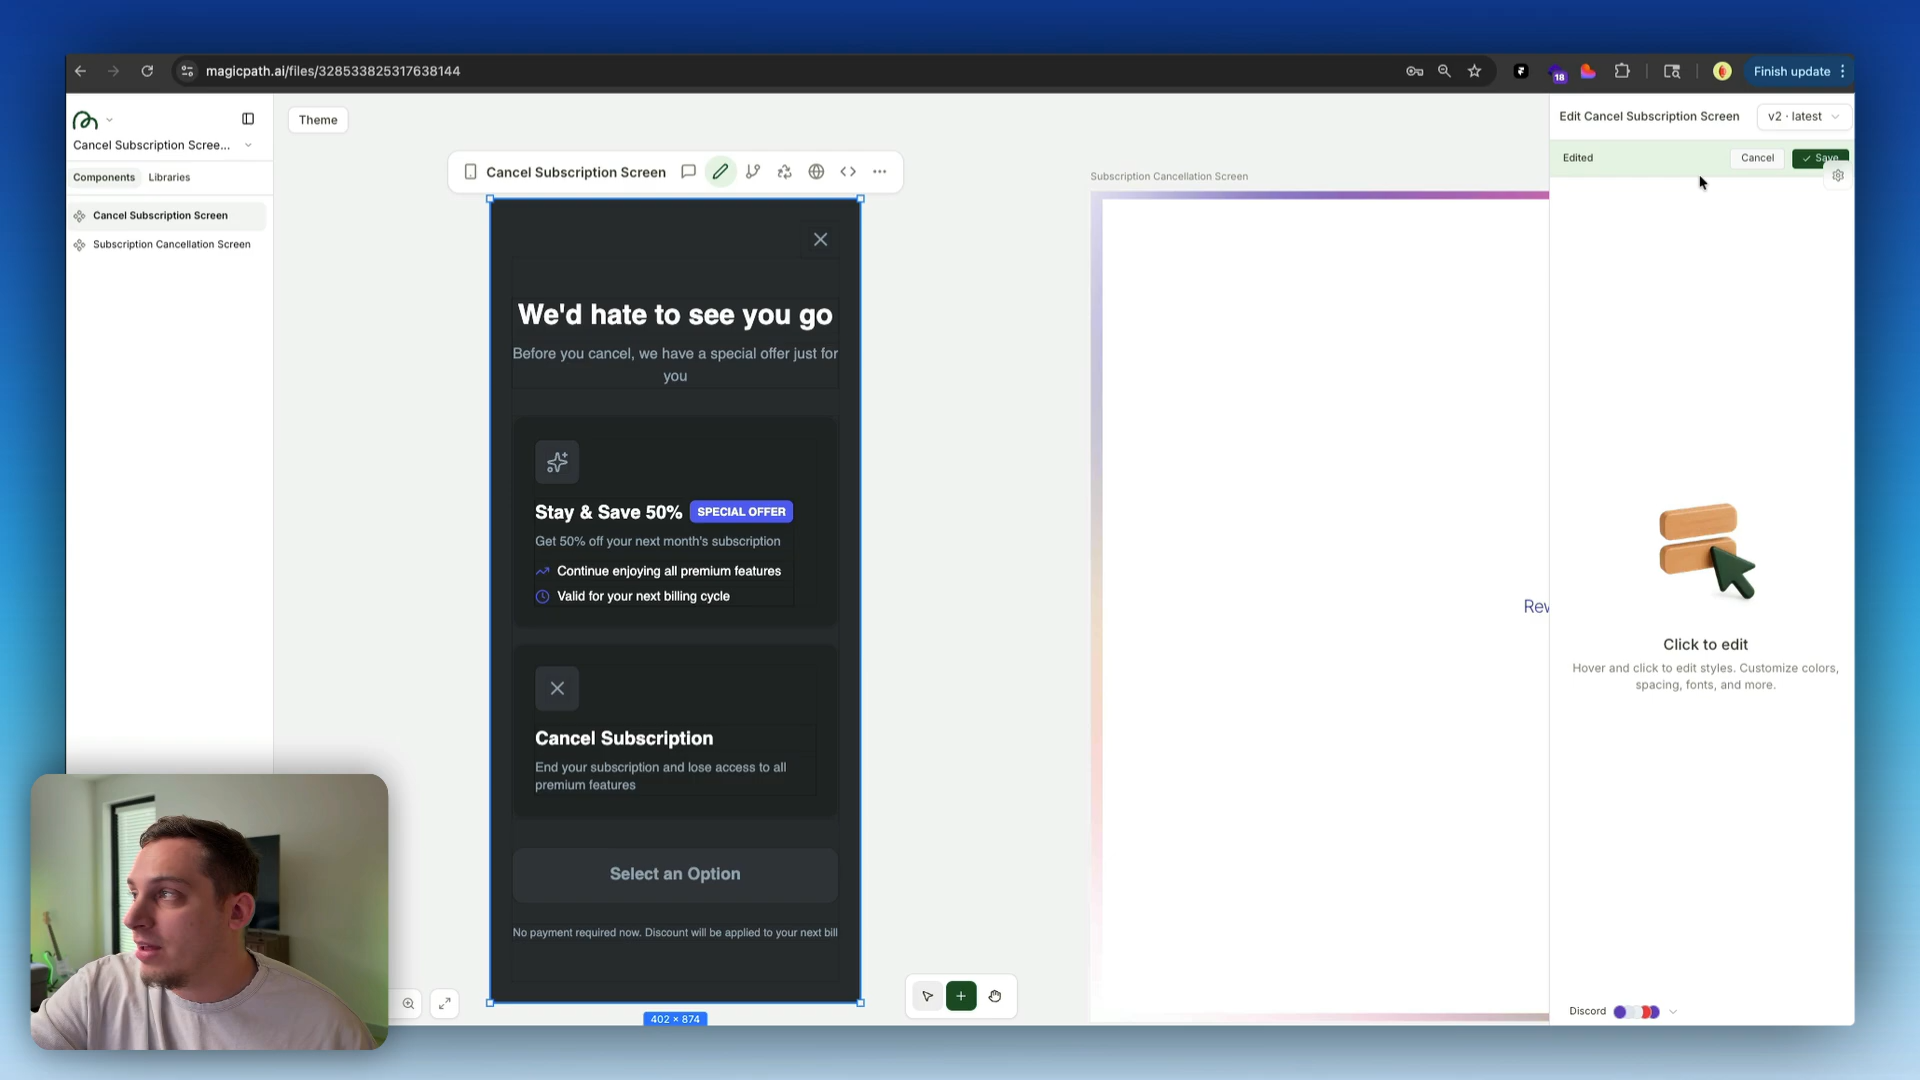 magicpath.ai/files/328533825317638144
18
Finish update
Cancel Subscription Scree...
Components
Libraries
Cancel Subscription Screen
Subscription Cancellation Screen
Theme
Cancel Subscription Screen
Subscription Cancellation Screen
We'd hate to see you go
Before you cancel, we have a special offer just for
you
Stay & Save 50%
SPECIAL OFFER
Get 50% off your next month's subscription
Continue enjoying all premium features
Valid for your next billing cycle
Cancel Subscription
End your subscription and lose access to all
premium features
Select an Option
No payment required now. Discount will be applied to your next bill
402 × 874
Rev
Edit Cancel Subscription Screen
v2 · latest
Edited
Cancel
Save
Click to edit
Hover and click to edit styles. Customize colors,
spacing, fonts, and more.
Discord